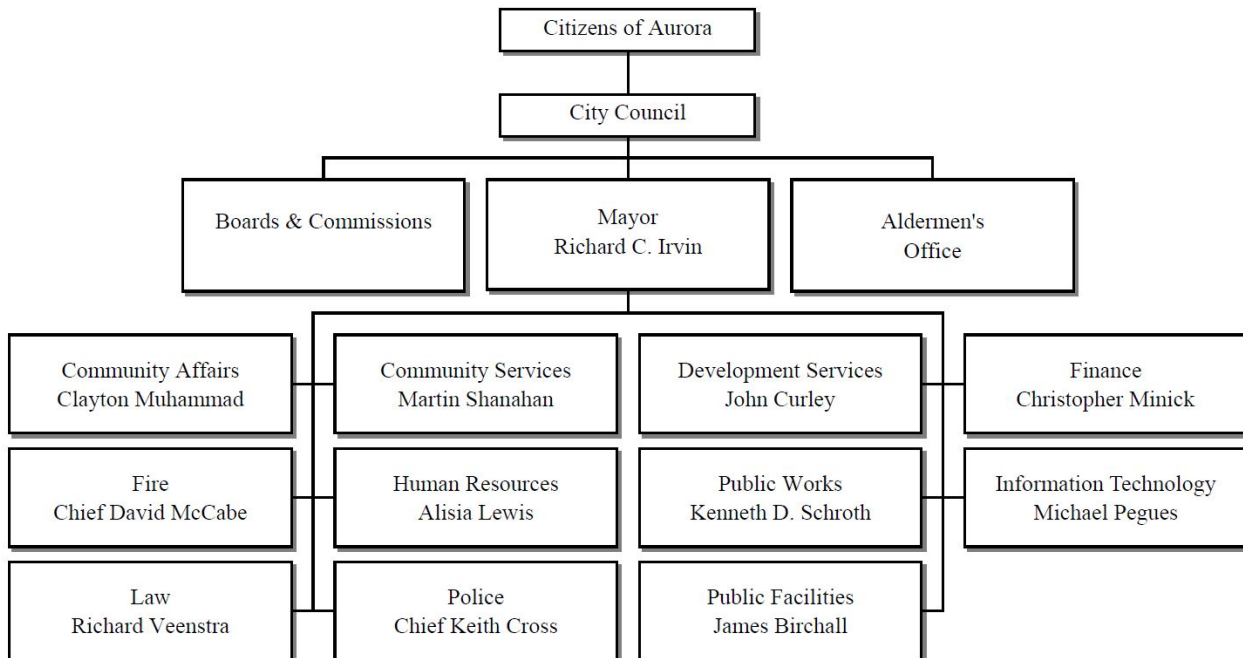 Citizens of Aurora
City Council
Boards & Commissions
Mayor
Richard C. Irvin
Aldermen's
Office
Community Affairs
Clayton Muhammad
Community Services
Martin Shanahan
Development Services
John Curley
Finance
Christopher Minick
Fire
Chief David McCabe
Human Resources
Alisia Lewis
Public Works
Kenneth D. Schroth
Information Technology
Michael Pegues
Law
Richard Veenstra
Police
Chief Keith Cross
Public Facilities
James Birchall